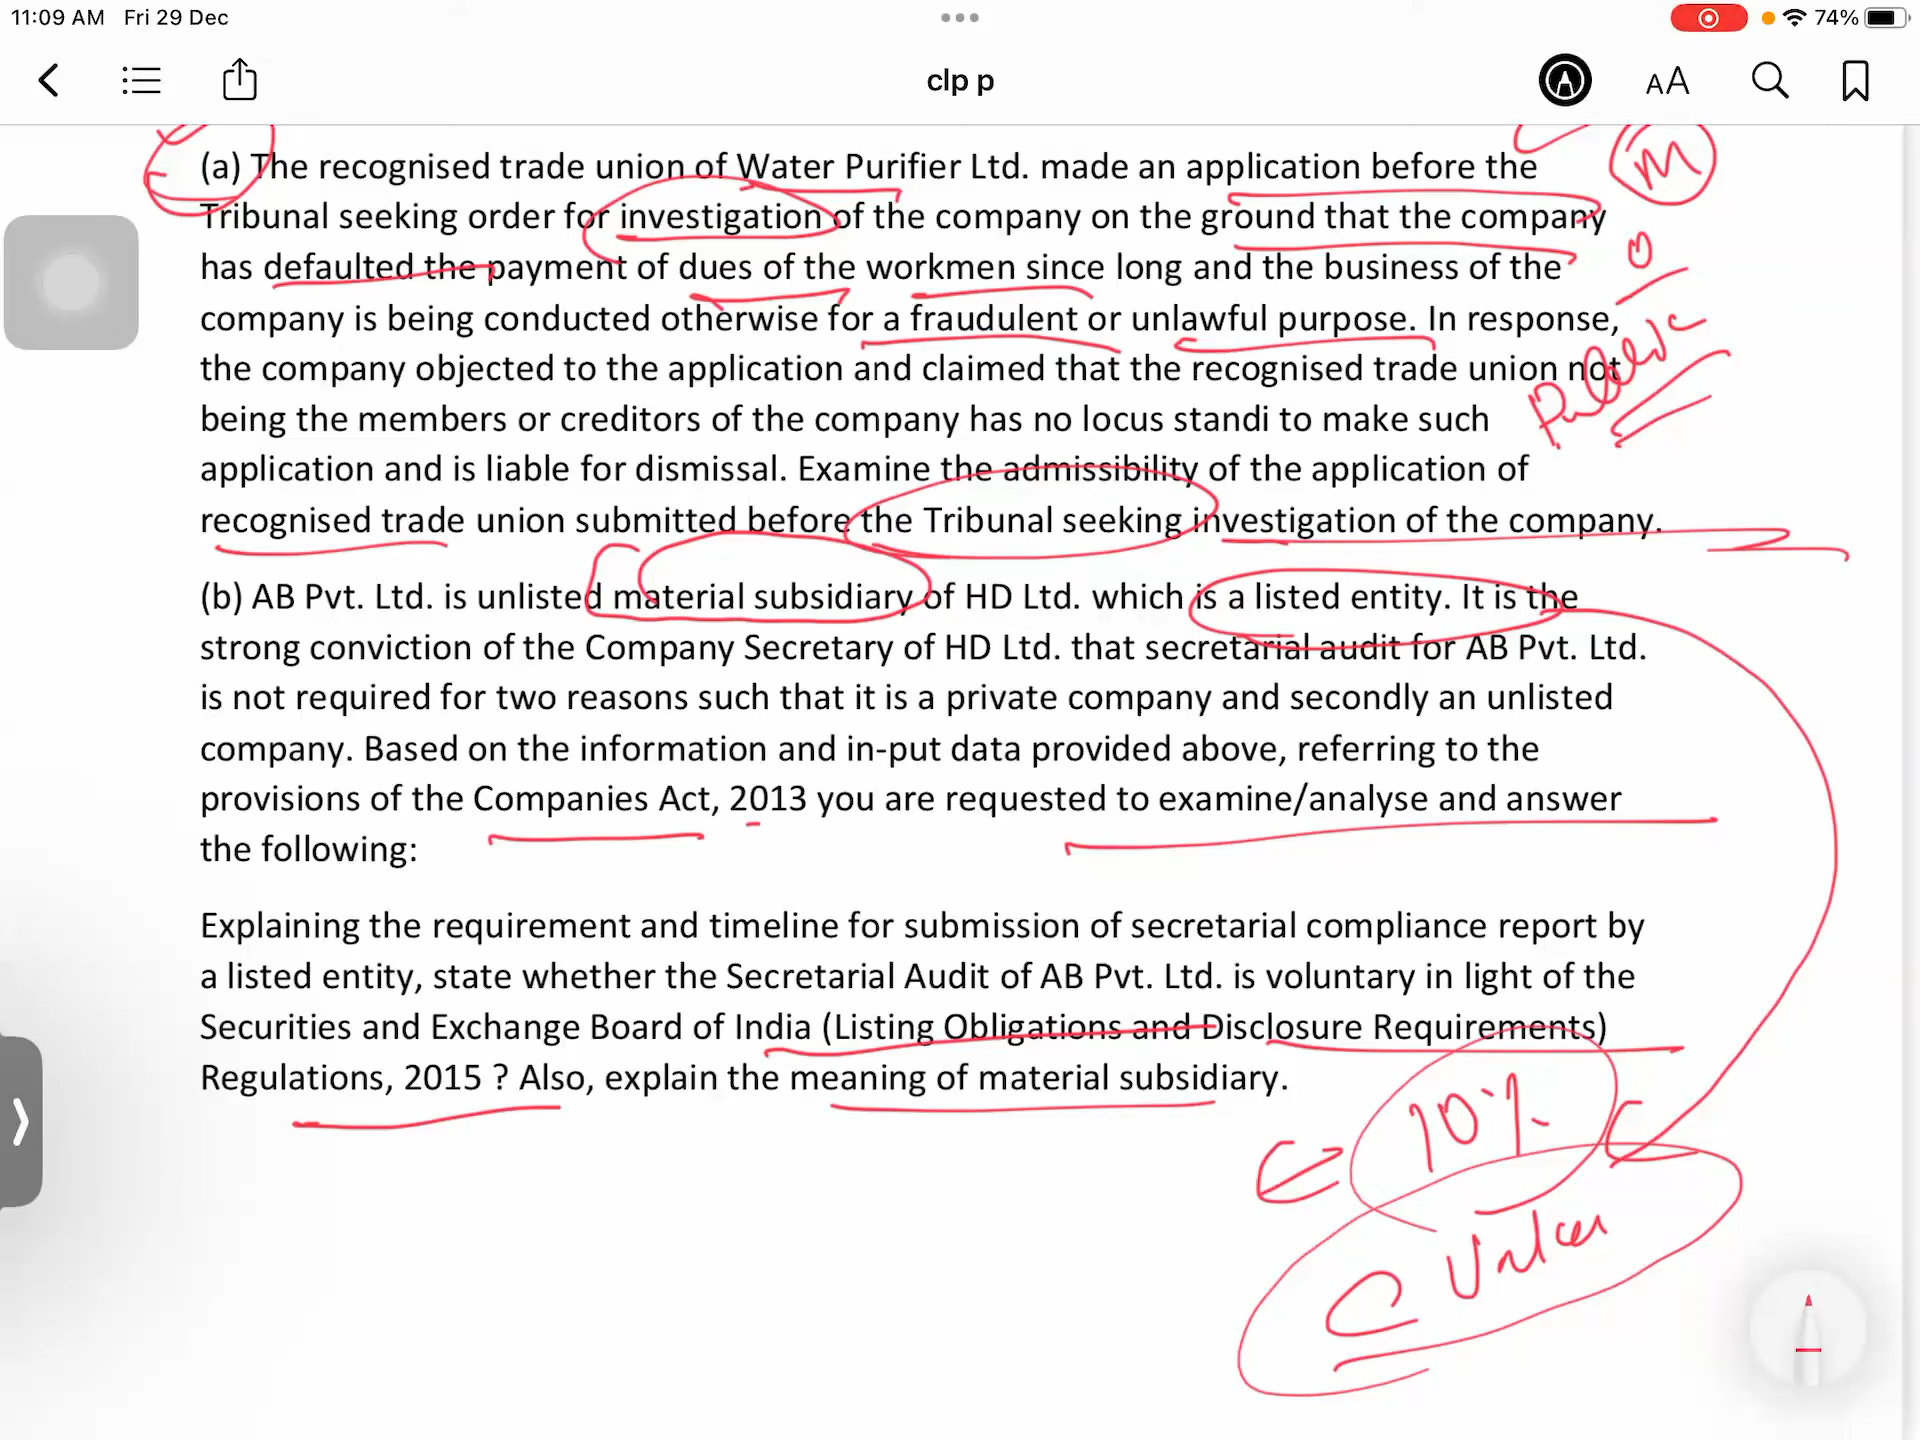 11:09 AM Fri 29 Dec
74%
clp p
AA
(a) The recognised trade union of Water Purifier Ltd. made an application before the
M
Tribunal seeking order for investigation of the company on the ground that the company
has defaulted the payment of dues of the workmen since long and the business of the
company is being conducted otherwise for a fraudulent or unlawful purpose. In response,
the company objected to the application and claimed that the recognised trade union not
Public
being the members or creditors of the company has no locus standi to make such
application and is liable for dismissal. Examine the admissibility of the application of
recognised trade union submitted before the Tribunal seeking investigation of the company.
(b) AB Pvt. Ltd. is unlisted material subsidiary of HD Ltd. which is a listed entity. It is the
strong conviction of the Company Secretary of HD Ltd. that secretarial audit for AB Pvt. Ltd.
is not required for two reasons such that it is a private company and secondly an unlisted
company. Based on the information and in-put data provided above, referring to the
provisions of the Companies Act, 2013 you are requested to examine/analyse and answer
the following:
Explaining the requirement and timeline for submission of secretarial compliance report by
a listed entity, state whether the Secretarial Audit of AB Pvt. Ltd. is voluntary in light of the
Securities and Exchange Board of India (Listing Obligations and Disclosure Requirements)
Regulations, 2015 ? Also, explain the meaning of material subsidiary.
10%